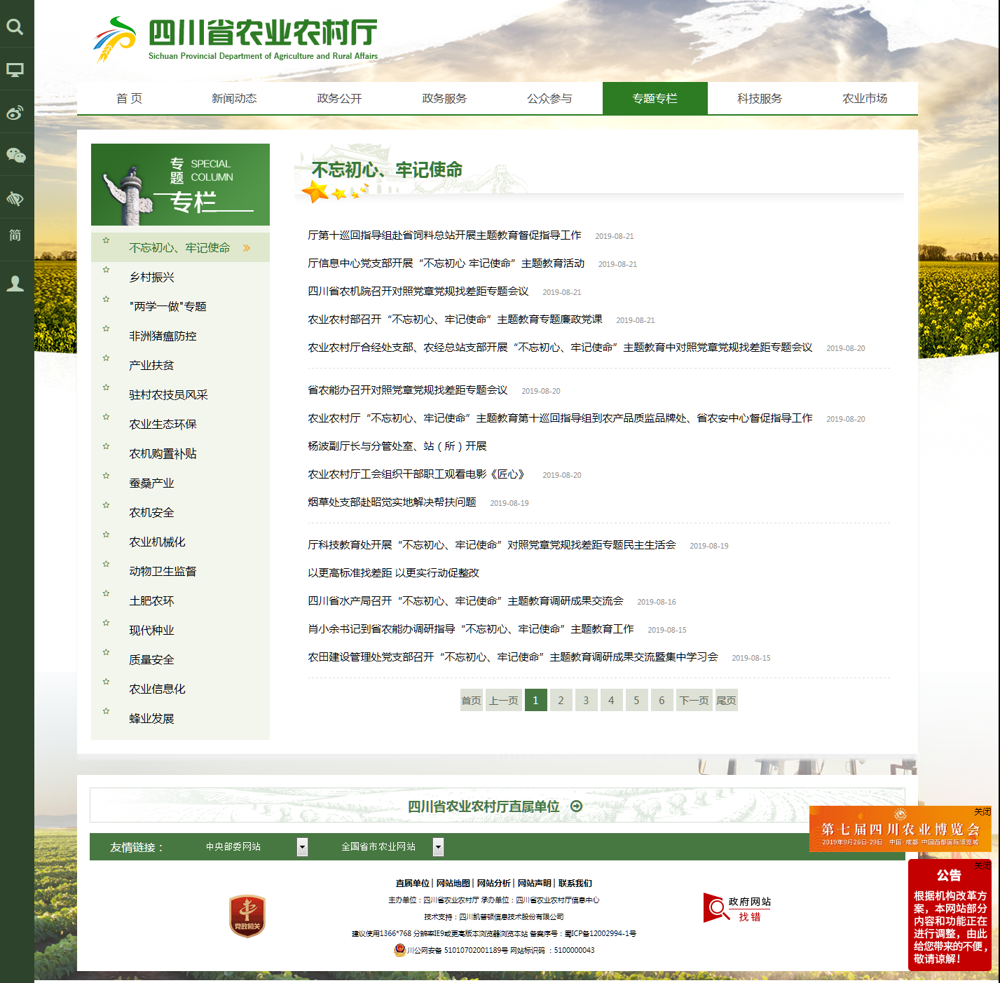 四川省农业农村厅
Sichuan Provincial Department of Agriculture and Rural Affairs
首 页 新闻动态 政务公开 政务服务 公众参与 专题专栏 科技服务 农业市场
简
专题 SPECIAL COLUMN
专栏
不忘初心、牢记使命
乡村振兴
"两学一做"专题
非洲猪瘟防控
产业扶贫
驻村农技员风采
农业生态环保
农机购置补贴
蚕桑产业
农机安全
农业机械化
动物卫生监督
土肥农环
现代种业
质量安全
农业信息化
蜂业发展
不忘初心、牢记使命
厅第十巡回指导组赴省饲料总站开展主题教育督促指导工作 2019-08-21
厅信息中心党支部开展“不忘初心 牢记使命”主题教育活动 2019-08-21
四川省农机院召开对照党章党规找差距专题会议 2019-08-21
农业农村部召开“不忘初心、牢记使命”主题教育专题廉政党课 2019-08-21
农业农村厅合经处支部、农经总站支部开展“不忘初心、牢记使命”主题教育中对照党章党规找差距专题会议 2019-08-20
省农能办召开对照党章党规找差距专题会议 2019-08-20
农业农村厅“不忘初心、牢记使命”主题教育第十巡回指导组到农产品质监品牌处、省农安中心督促指导工作 2019-08-20
杨波副厅长与分管处室、站（所）开展
农业农村厅工会组织干部职工观看电影《匠心》 2019-08-20
烟草处支部赴昭觉实地解决帮扶问题 2019-08-19
厅科技教育处开展“不忘初心、牢记使命”对照党章党规找差距专题民主生活会 2019-08-19
以更高标准找差距 以更实行动促整改
四川省水产局召开“不忘初心、牢记使命”主题教育调研成果交流会 2019-08-16
肖小余书记到省农能办调研指导“不忘初心、牢记使命”主题教育工作 2019-08-15
农田建设管理处党支部召开“不忘初心、牢记使命”主题教育调研成果交流暨集中学习会 2019-08-15
首页 上一页 1 2 3 4 5 6 下一页 尾页
四川省农业农村厅直属单位
关闭
第七届四川农业博览会
2019年9月26日-29日 中国·成都 中国西部国际博览城
友情链接： 中央部委网站 全国省市农业网站
关闭
公告
根据机构改革方
案，本网站部分
内容和功能正在
进行调整，由此
给您带来的不便，
敬请谅解！
直属单位| 网站地图| 网站分析| 网站声明| 联系我们
主办单位：四川省农业农村厅 承办单位：四川省农业农村厅信息中心
技术支持：四川凯普顿信息技术股份有限公司
建议使用1366*768 分辨率IE9或更高版本浏览器浏览本站 备案序号：蜀ICP备12002994-1号
川公网安备 51010702001189号 网站标识码 ：5100000043
党政机关
政府网站
找错